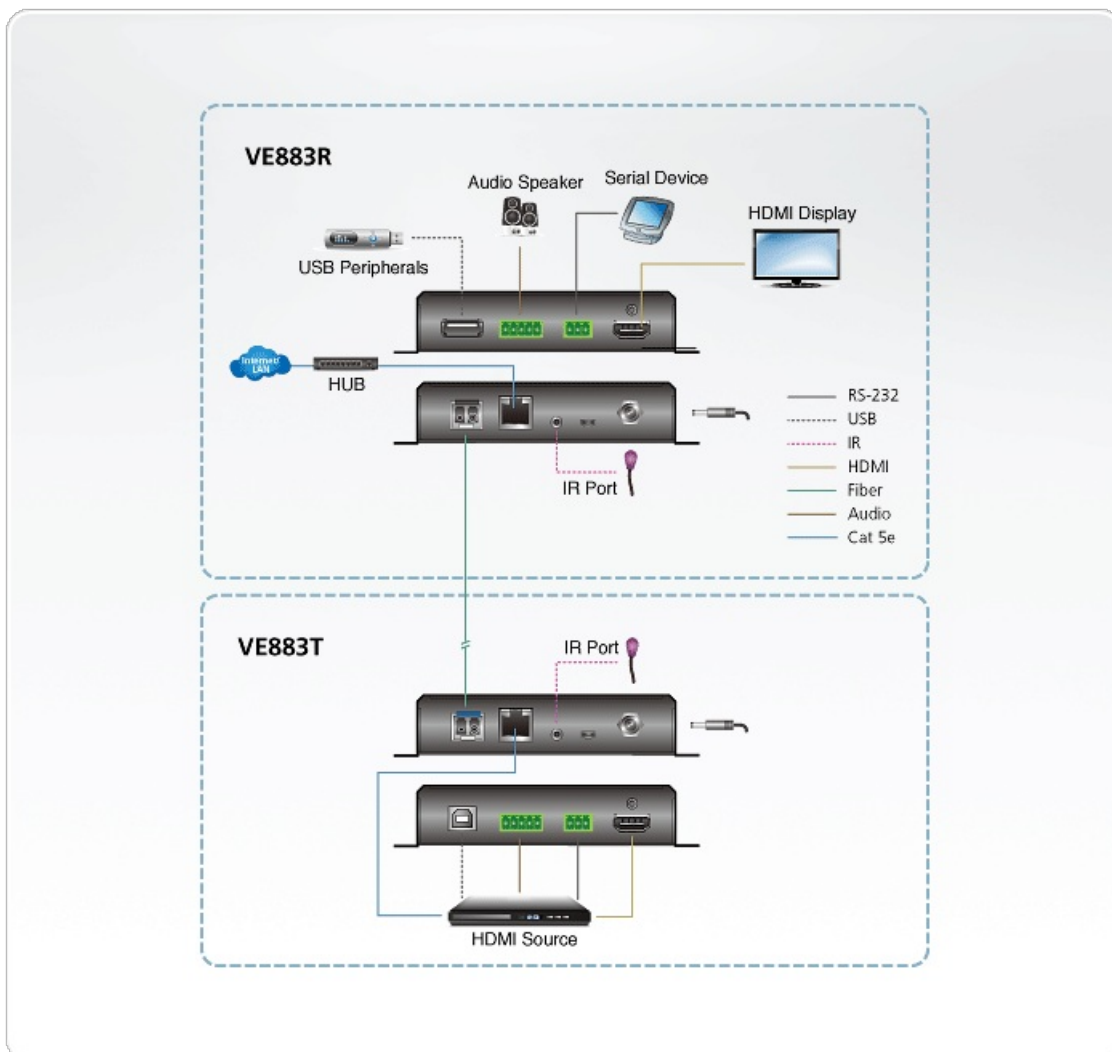 VE883R
Audio Speaker
Serial Device
HDMI Display
USB Peripherals
Internet/
LAN
HUB
IR Port
RS-232
USB
IR
HDMI
Fiber
Audio
Cat 5e
VE883T
IR Port
HDMI Source